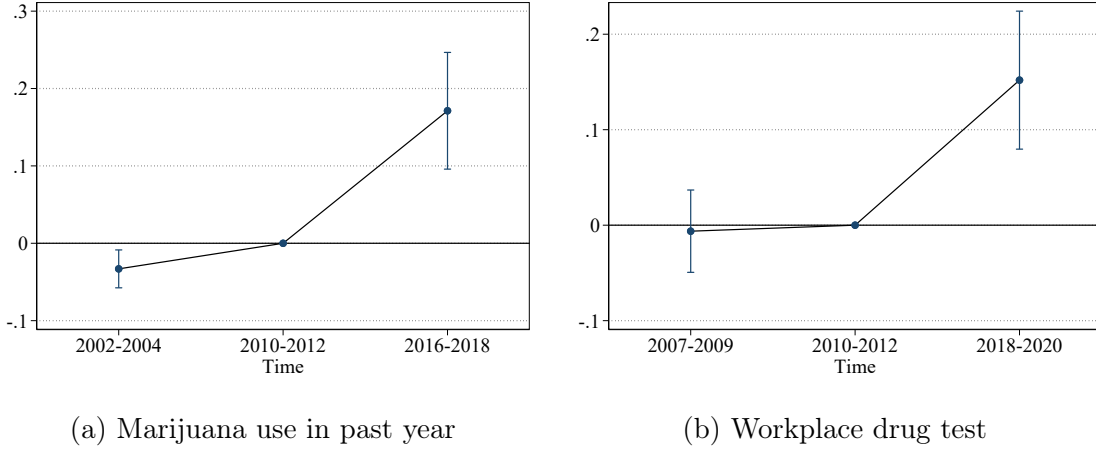 .3
.2
.1
0
-.1
2002-2004 2010-2012 2016-2018
Time
(a) Marijuana use in past year
.2
.1
0
-.1
2007-2009 2010-2012 2018-2020
Time
(b) Workplace drug test